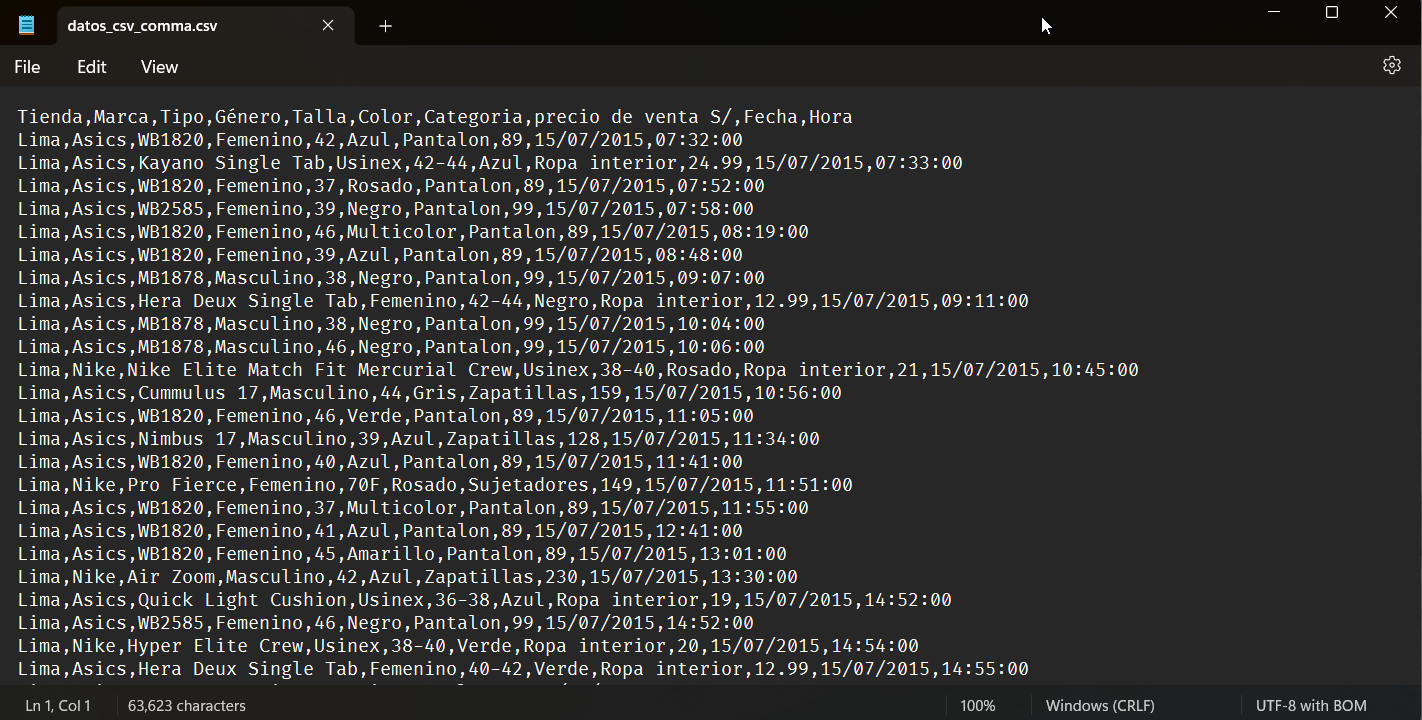 datos_csv_comma.csv
File Edit View
Tienda,Marca,Tipo,Género,Talla,Color,Categoria,precio de venta S/,Fecha,Hora
Lima,Asics,WB1820,Femenino,42,Azul,Pantalon,89,15/07/2015,07:32:00
Lima,Asics,Kayano Single Tab,Usinex,42-44,Azul,Ropa interior,24.99,15/07/2015,07:33:00
Lima,Asics,WB1820,Femenino,37,Rosado,Pantalon,89,15/07/2015,07:52:00
Lima,Asics,WB2585,Femenino,39,Negro,Pantalon,99,15/07/2015,07:58:00
Lima,Asics,WB1820,Femenino,46,Multicolor,Pantalon,89,15/07/2015,08:19:00
Lima,Asics,WB1820,Femenino,39,Azul,Pantalon,89,15/07/2015,08:48:00
Lima,Asics,MB1878,Masculino,38,Negro,Pantalon,99,15/07/2015,09:07:00
Lima,Asics,Hera Deux Single Tab,Femenino,42-44,Negro,Ropa interior,12.99,15/07/2015,09:11:00
Lima,Asics,MB1878,Masculino,38,Negro,Pantalon,99,15/07/2015,10:04:00
Lima,Asics,MB1878,Masculino,46,Negro,Pantalon,99,15/07/2015,10:06:00
Lima,Nike,Nike Elite Match Fit Mercurial Crew,Usinex,38-40,Rosado,Ropa interior,21,15/07/2015,10:45:00
Lima,Asics,Cummulus 17,Masculino,44,Gris,Zapatillas,159,15/07/2015,10:56:00
Lima,Asics,WB1820,Femenino,46,Verde,Pantalon,89,15/07/2015,11:05:00
Lima,Asics,Nimbus 17,Masculino,39,Azul,Zapatillas,128,15/07/2015,11:34:00
Lima,Asics,WB1820,Femenino,40,Azul,Pantalon,89,15/07/2015,11:41:00
Lima,Nike,Pro Fierce,Femenino,70F,Rosado,Sujetadores,149,15/07/2015,11:51:00
Lima,Asics,WB1820,Femenino,37,Multicolor,Pantalon,89,15/07/2015,11:55:00
Lima,Asics,WB1820,Femenino,41,Azul,Pantalon,89,15/07/2015,12:41:00
Lima,Asics,WB1820,Femenino,45,Amarillo,Pantalon,89,15/07/2015,13:01:00
Lima,Nike,Air Zoom,Masculino,42,Azul,Zapatillas,230,15/07/2015,13:30:00
Lima,Asics,Quick Light Cushion,Usinex,36-38,Azul,Ropa interior,19,15/07/2015,14:52:00
Lima,Asics,WB2585,Femenino,46,Negro,Pantalon,99,15/07/2015,14:52:00
Lima,Nike,Hyper Elite Crew,Usinex,38-40,Verde,Ropa interior,20,15/07/2015,14:54:00
Lima,Asics,Hera Deux Single Tab,Femenino,40-42,Verde,Ropa interior,12.99,15/07/2015,14:55:00
Ln 1, Col 1 63,623 characters 100% Windows (CRLF) UTF-8 with BOM